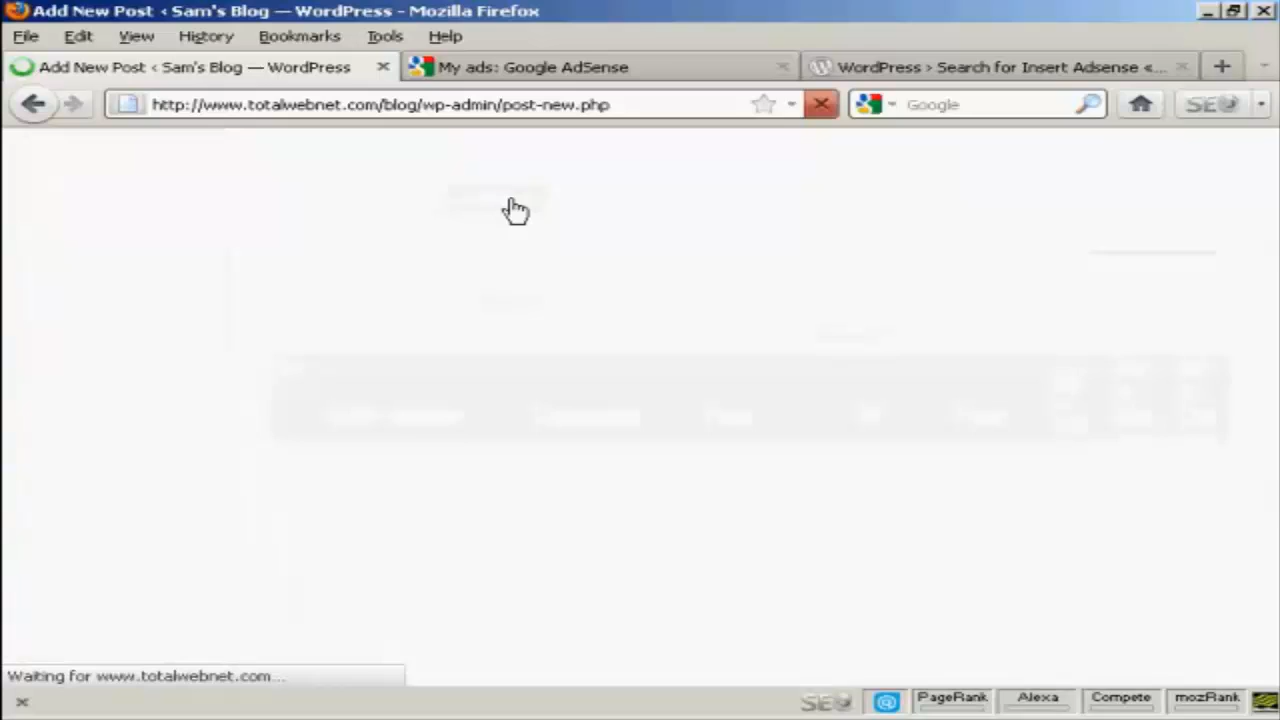 Add New Post ‹ Sam's Blog — WordPress - Mozilla Firefox
File Edit View History Bookmarks Tools Help
Add New Post ‹ Sam's Blog — WordPress
My ads: Google AdSense
WordPress › Search for Insert Adsense «...
http://www.totalwebnet.com/blog/wp-admin/post-new.php
Google
SEO
Waiting for www.totalwebnet.com...
SEO
PageRank
Alexa
Compete
mozRank